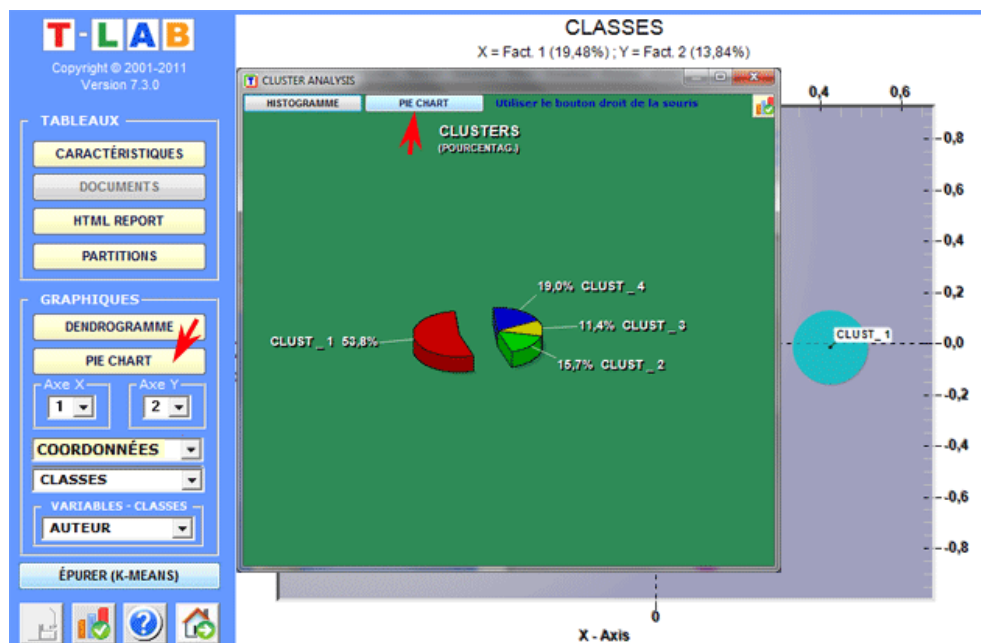 T-LAB
Copyright © 2001-2011
Version 7.3.0
TABLEAUX
CARACTÉRISTIQUES
DOCUMENTS
HTML REPORT
PARTITIONS
GRAPHIQUES
DENDROGRAMME
PIE CHART
Axe X
Axe Y
1
2
COORDONNÉES
CLASSES
VARIABLES - CLASSES
AUTEUR
ÉPURER (K-MEANS)
CLASSES
X = Fact. 1 (19,48%) ; Y = Fact. 2 (13,84%)
CLUSTER ANALYSIS
HISTOGRAMME
PIE CHART
Utiliser le bouton droit de la souris
CLUSTERS
(POURCENTAG.)
19,0% CLUST_4
CLUST_1 53,8%
11,4% CLUST_3
15,7% CLUST_2
0,4
0,6
-0,8
-0,6
-0,4
-0,2
CLUST_1
-0,0
-0,2
-0,4
-0,6
-0,8
0
X - Axis